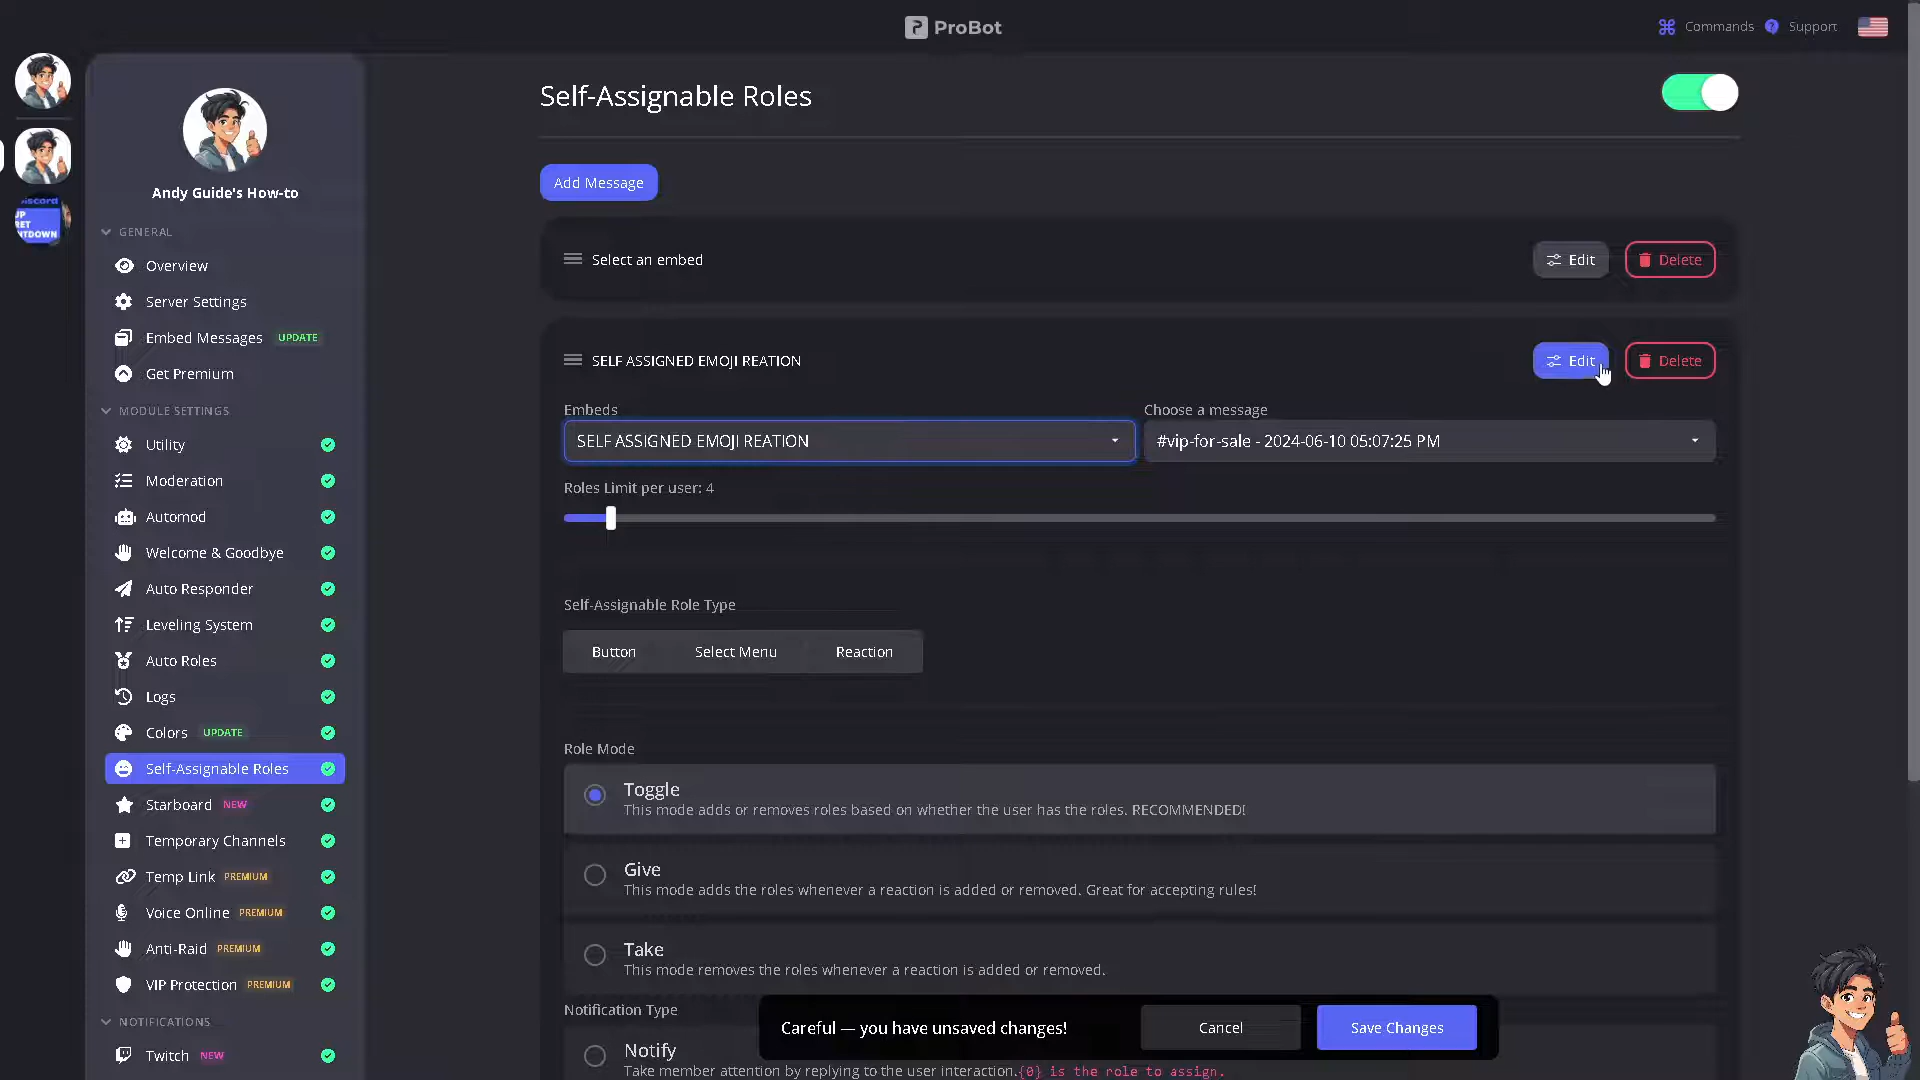 ProBot
Commands
Support
iscord
UP
RET
NTDOWN
Andy Guide's How-to
GENERAL
Overview
Server Settings
Embed Messages UPDATE
Get Premium
MODULE SETTINGS
Utility
Moderation
Automod
Welcome & Goodbye
Auto Responder
Leveling System
Auto Roles
Logs
Colors UPDATE
Self-Assignable Roles
Starboard NEW
Temporary Channels
Temp Link PREMIUM
Voice Online PREMIUM
Anti-Raid PREMIUM
VIP Protection PREMIUM
NOTIFICATIONS
Twitch NEW
Self-Assignable Roles
Add Message
Select an embed
Edit
Delete
SELF ASSIGNED EMOJI REATION
Edit
Delete
Embeds
SELF ASSIGNED EMOJI REATION
Choose a message
#vip-for-sale - 2024-06-10 05:07:25 PM
Roles Limit per user: 4
Self-Assignable Role Type
Button
Select Menu
Reaction
Role Mode
Toggle
This mode adds or removes roles based on whether the user has the roles. RECOMMENDED!
Give
This mode adds the roles whenever a reaction is added or removed. Great for accepting rules!
Take
This mode removes the roles whenever a reaction is added or removed.
Notification Type
Notify
Take member attention by replying to the user interaction.{0} is the role to assign.
Careful — you have unsaved changes!
Cancel
Save Changes